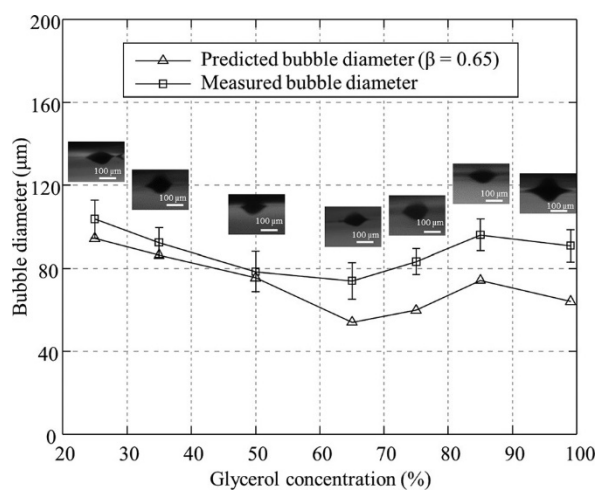 200
160
120
80
40
0
Bubble diameter (μm)
Predicted bubble diameter (β = 0.65)
Measured bubble diameter
100 μm
100 μm
100 μm
100 μm
100 μm
100 μm
100 μm
20 30 40 50 60 70 80 90 100
Glycerol concentration (%)